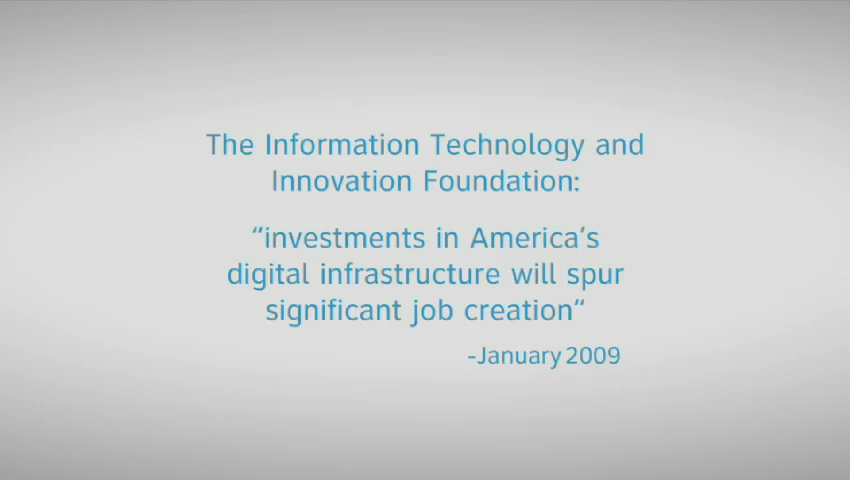 The Information Technology and
Innovation Foundation:
“investments in America’s
digital infrastructure will spur
significant job creation“
-January 2009